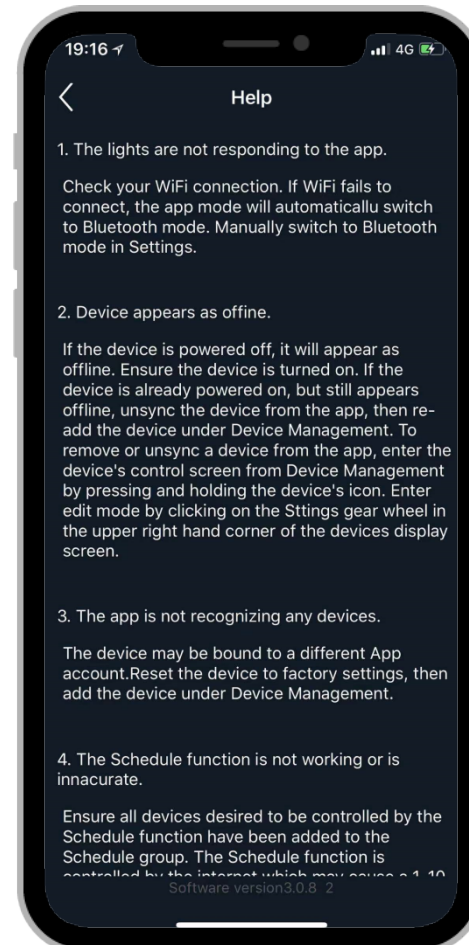 19:16
4G
Help
1. The lights are not responding to the app.
Check your WiFi connection. If WiFi fails to
connect, the app mode will automaticallu switch
to Bluetooth mode. Manually switch to Bluetooth
mode in Settings.
2. Device appears as offine.
If the device is powered off, it will appear as
offline. Ensure the device is turned on. If the
device is already powered on, but still appears
offline, unsync the device from the app, then re-
add the device under Device Management. To
remove or unsync a device from the app, enter the
device's control screen from Device Management
by pressing and holding the device's icon. Enter
edit mode by clicking on the Sttings gear wheel in
the upper right hand corner of the devices display
screen.
3. The app is not recognizing any devices.
The device may be bound to a different App
account.Reset the device to factory settings, then
add the device under Device Management.
4. The Schedule function is not working or is
innacurate.
Ensure all devices desired to be controlled by the
Schedule function have been added to the
Schedule group. The Schedule function is
controlled by the internet which may cause a 1-10
Software version3.0.8 2